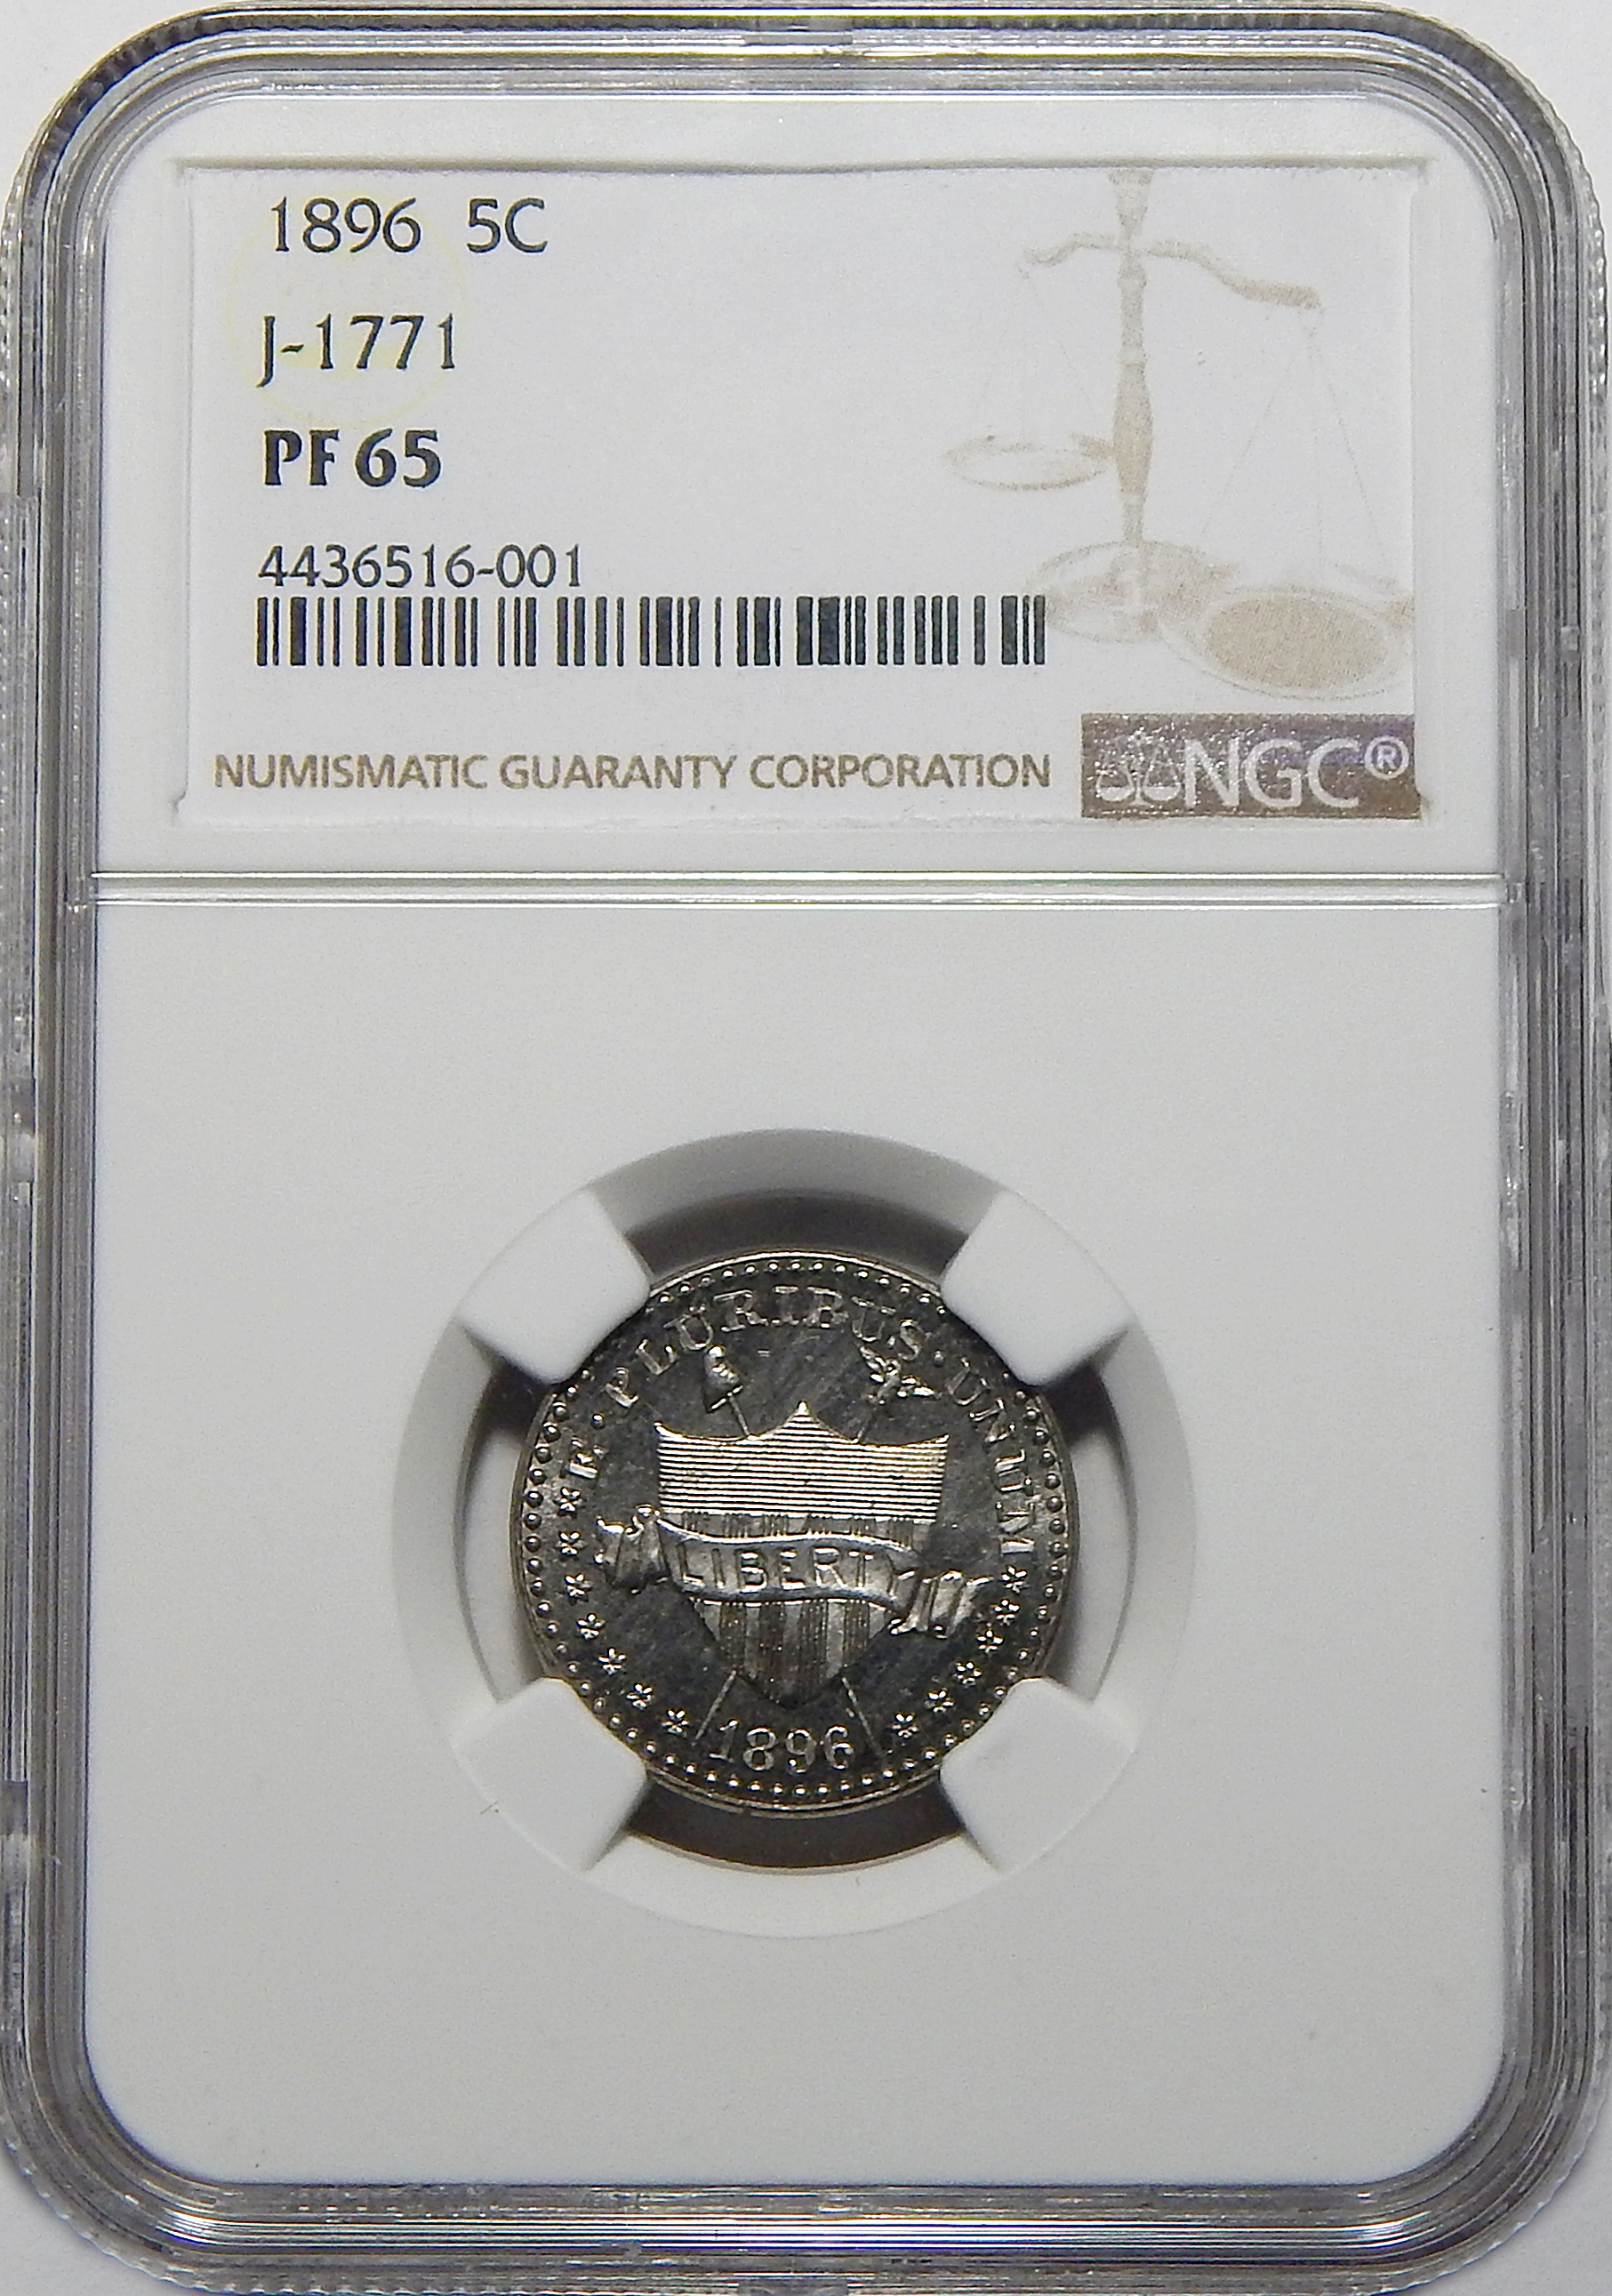 1896 5C
J-1771
PF 65
4436516-001
NUMISMATIC GUARANTY CORPORATION
NGC®
E · PLURIBUS · UNUM
LIBERTY
1896